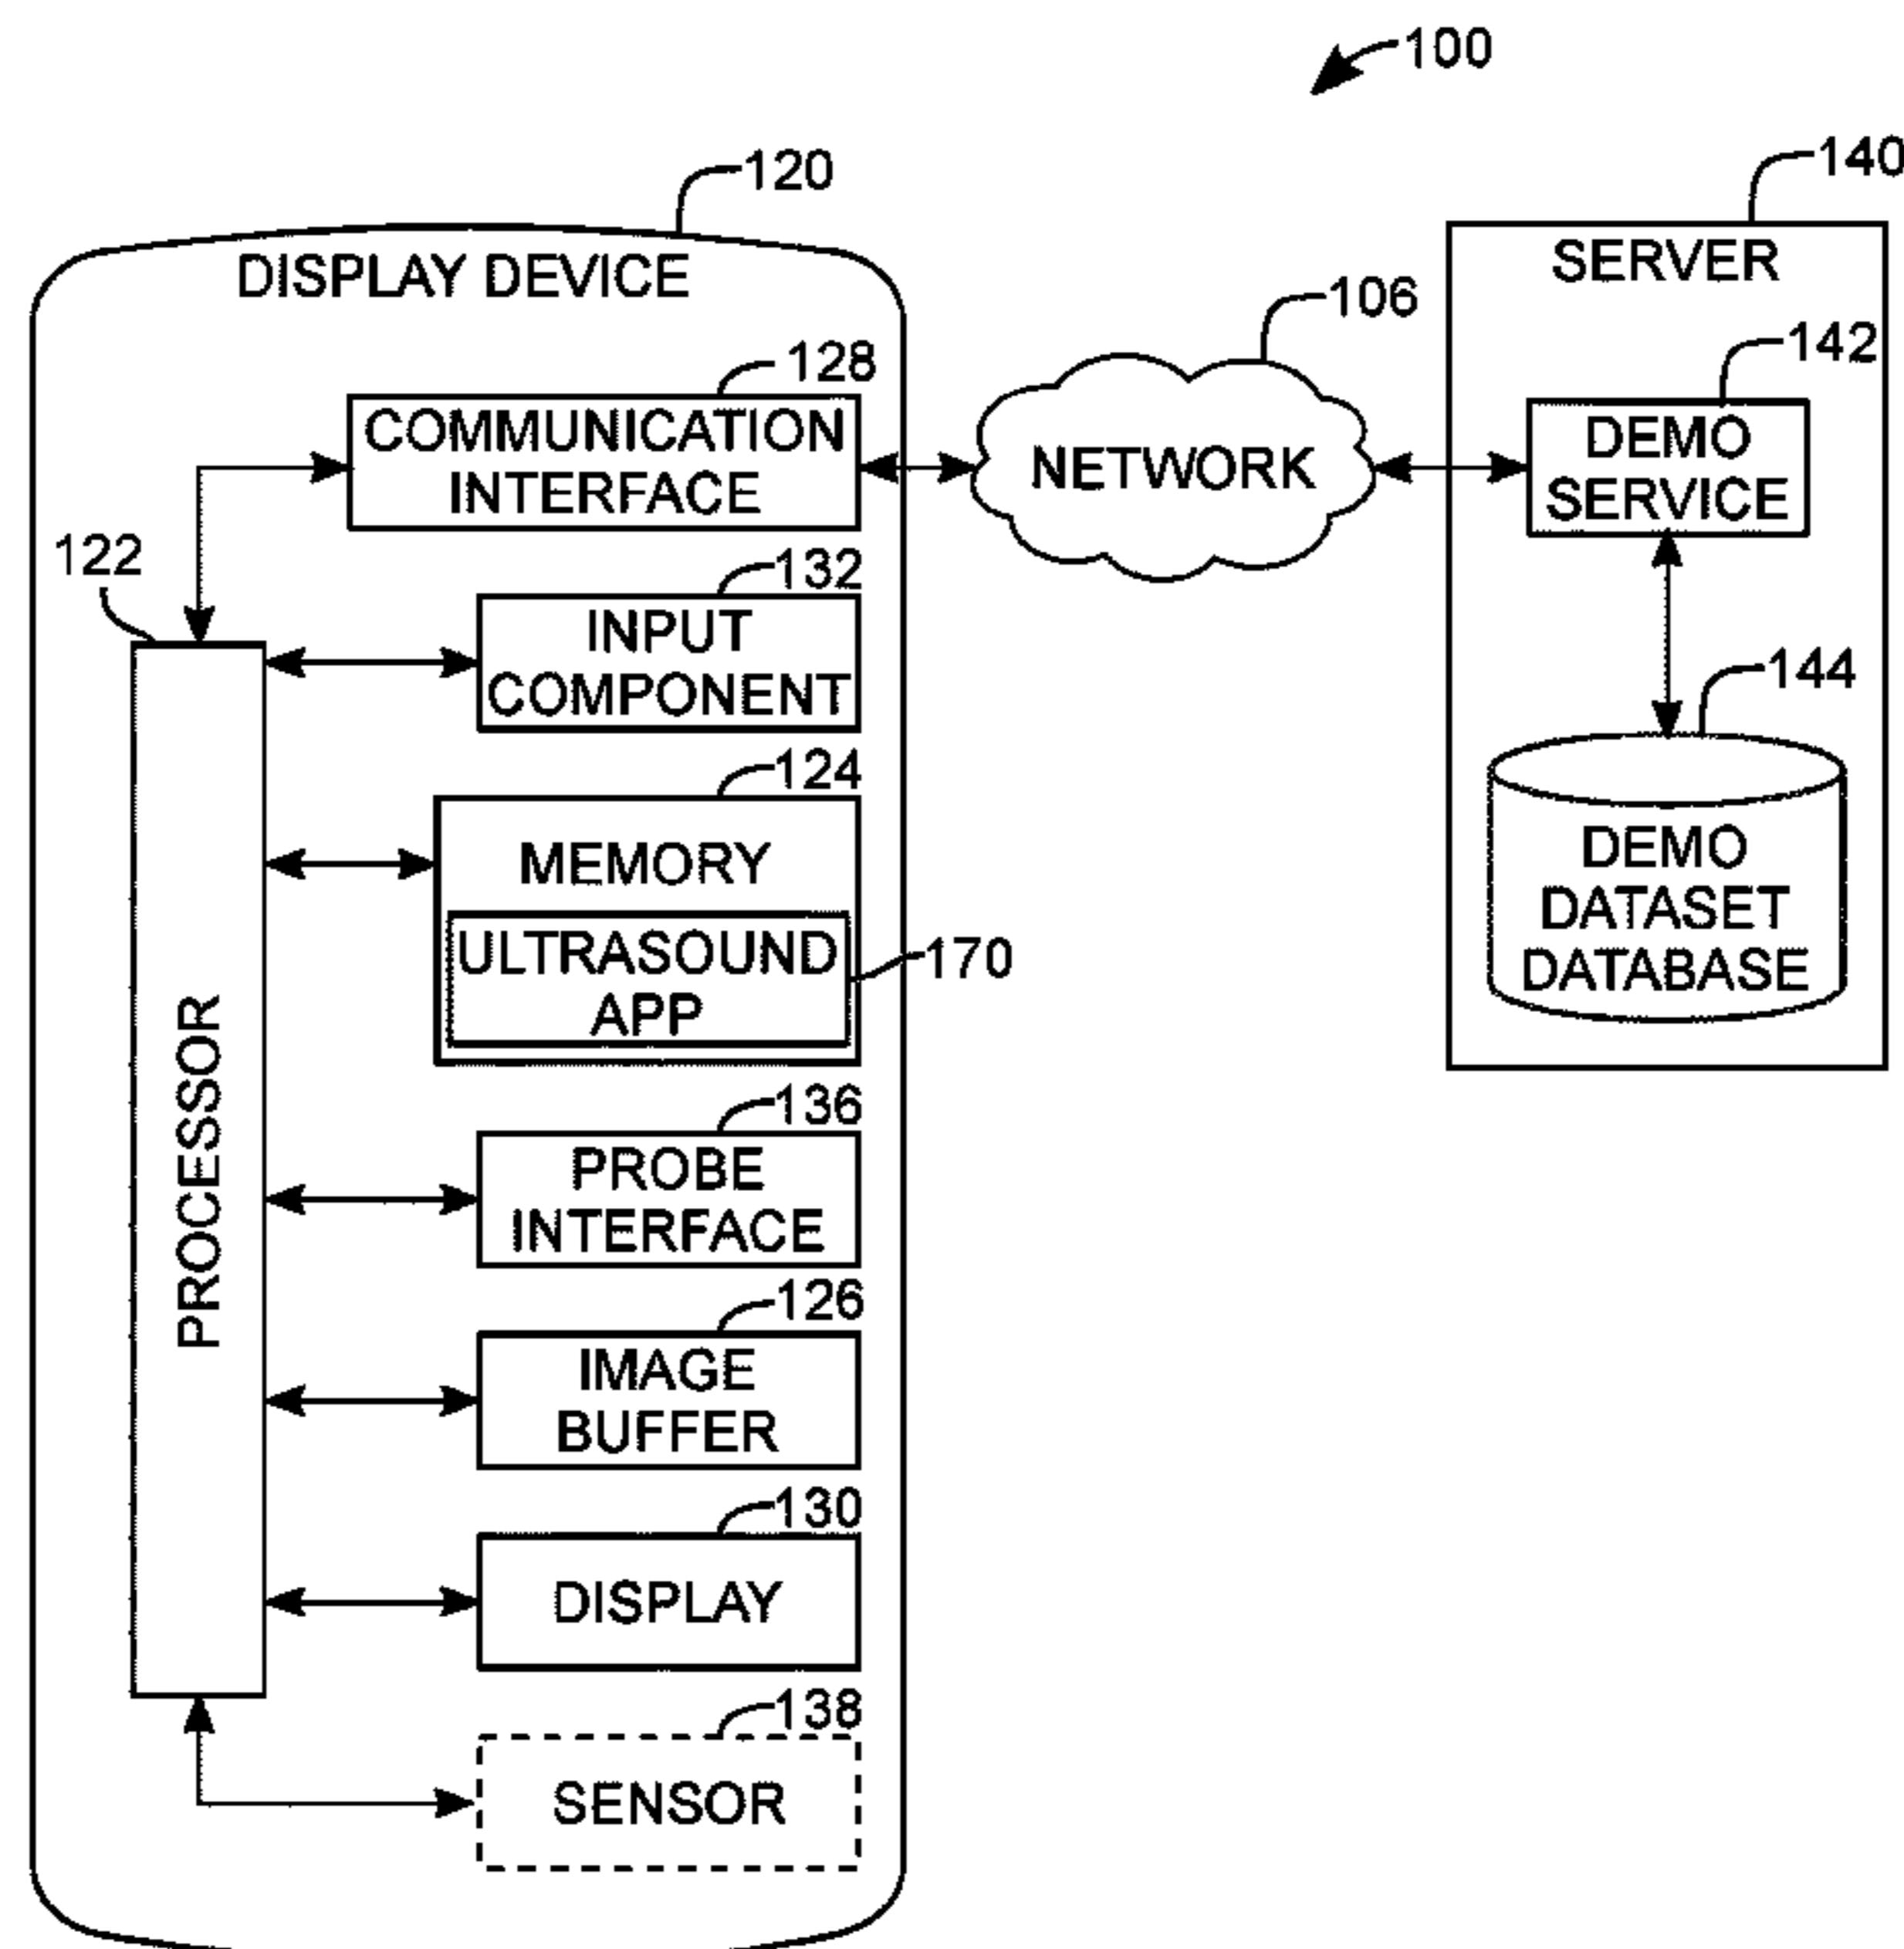 100
120
DISPLAY DEVICE
128
COMMUNICATION
INTERFACE
122
PROCESSOR
132
INPUT
COMPONENT
124
MEMORY
ULTRASOUND
APP
170
136
PROBE
INTERFACE
126
IMAGE
BUFFER
130
DISPLAY
138
SENSOR
106
NETWORK
140
SERVER
142
DEMO
SERVICE
144
DEMO
DATASET
DATABASE